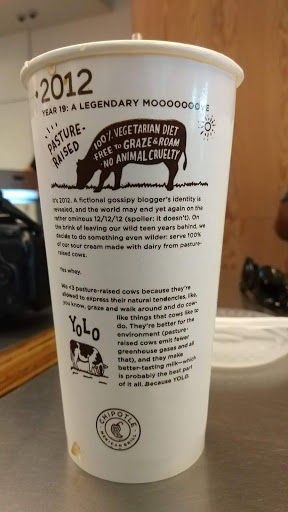 2012
YEAR 19: A LEGENDARY MOOOOOOOVE
PASTURE-
RAISED
100% VEGETARIAN DIET
FREE to GRAZE & ROAM
NO ANIMAL CRUELTY
It's 2012. A fictional gossipy blogger's identity is
revealed, and the world may end yet again on the
rather ominous 12/12/12 (spoiler: it doesn't). On
the brink of leaving our wild teen years behind, we
decide to do something even wilder: serve 100%
of our sour cream made with dairy from pasture-
raised cows.
Yes whey.
We <3 pasture-raised cows because they're
allowed to express their natural tendencies, like,
you know, graze and walk around and do cow-
like things that cows like to
do. They're better for the
environment (pasture-
raised cows emit fewer
greenhouse gasses and all
that), and they make
better-tasting milk—which
is probably the best part
of it all. Because YOLO.
YOLO
CHIPOTLE
MEXICAN GRILL